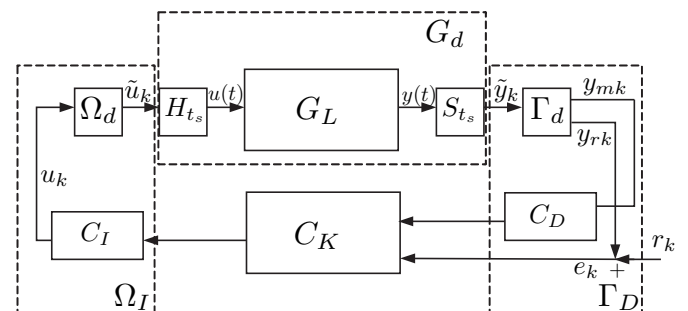 G_d
ũ_k
u(t)
y(t)
ỹ_k
y_{mk}
Ω_d
H_{t_s}
G_L
S_{t_s}
Γ_d
y_{rk}
u_k
C_I
C_K
C_D
r_k
e_k +
Ω_I
Γ_D